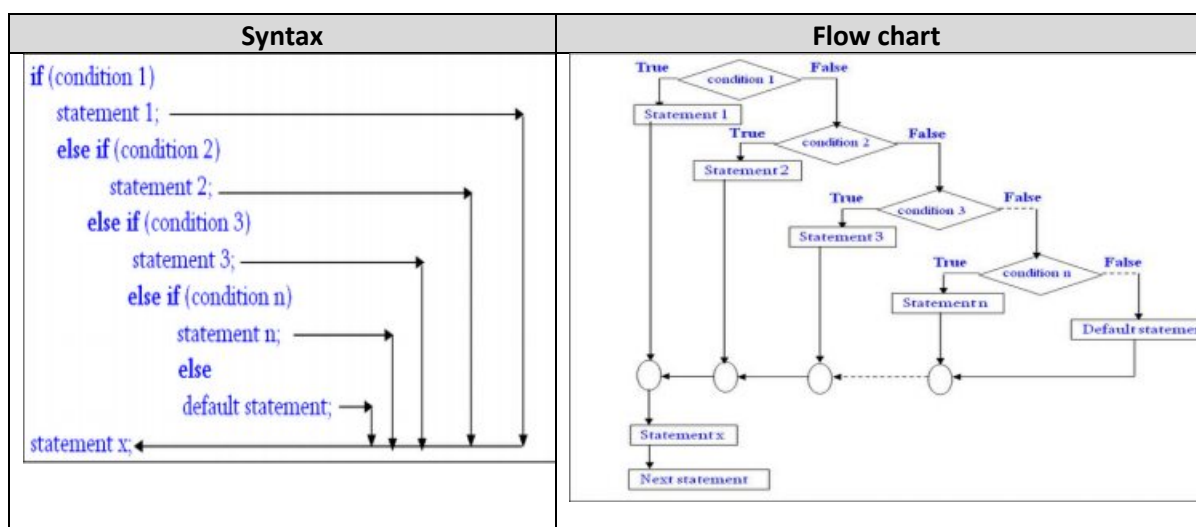 Syntax
Flow chart
if (condition 1)
statement 1;
else if (condition 2)
statement 2;
else if (condition 3)
statement 3;
else if (condition n)
statement n;
else
default statement;
statement x;
True
condition 1
False
Statement 1
True
condition 2
False
Statement 2
True
condition 3
False
Statement 3
True
condition n
False
Statement n
Default statemen
Statement x
Next statement